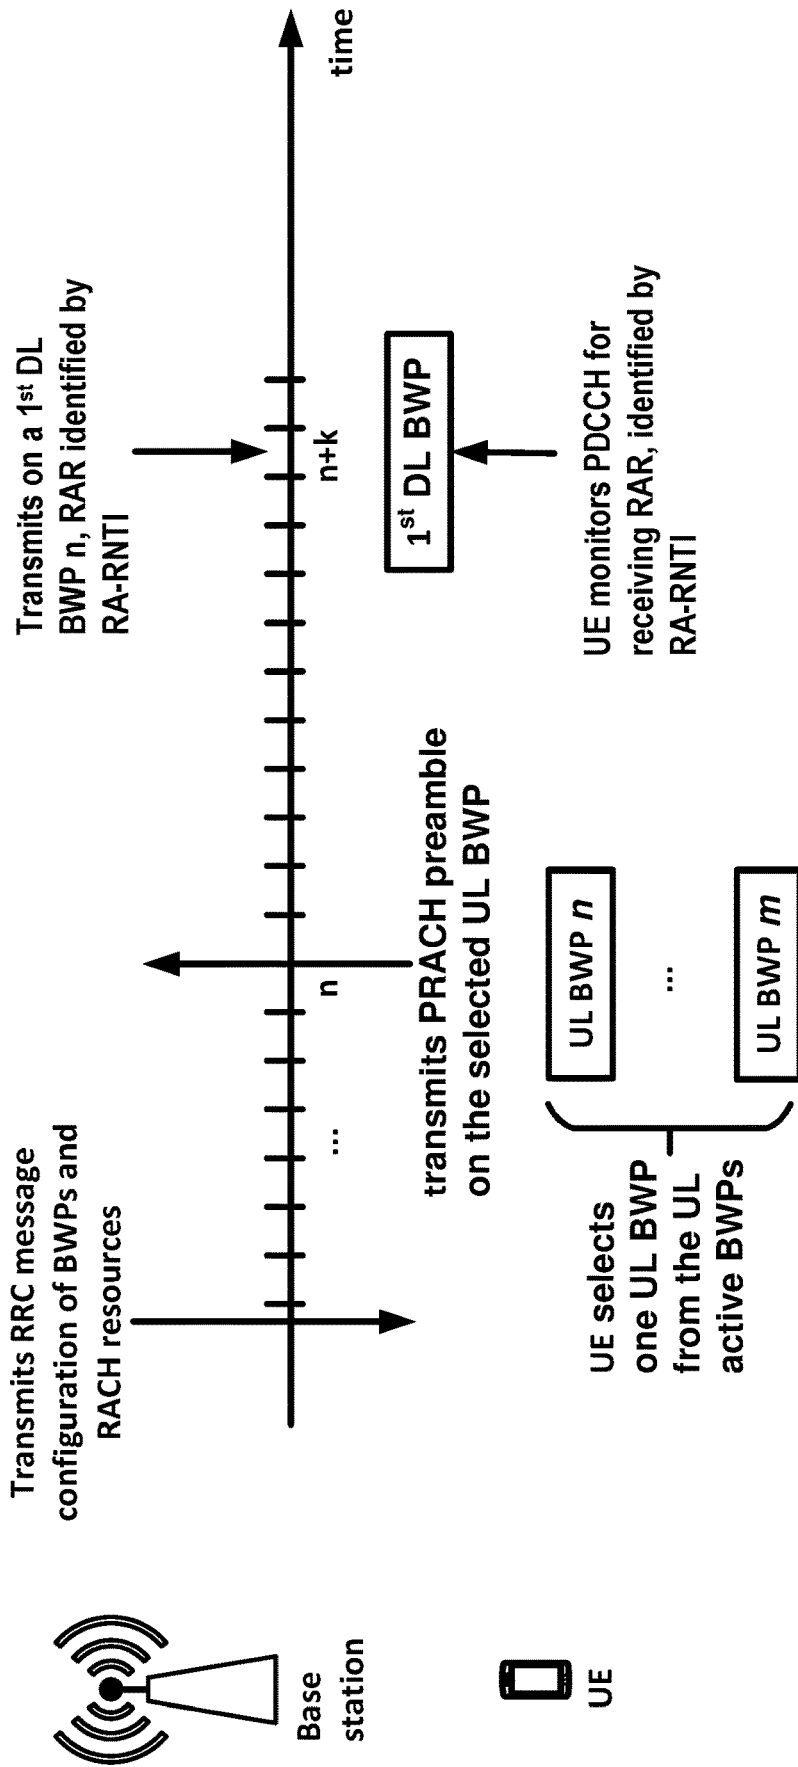 Base
station
UE
Transmits RRC message
configuration of BWPs and
RACH resources
...
n
transmits PRACH preamble
on the selected UL BWP
UE selects
one UL BWP
from the UL
active BWPs
UL BWP n
...
UL BWP m
Transmits on a 1st DL
BWP n, RAR identified by
RA-RNTI
n+k
1st DL BWP
UE monitors PDCCH for
receiving RAR, identified by
RA-RNTI
time